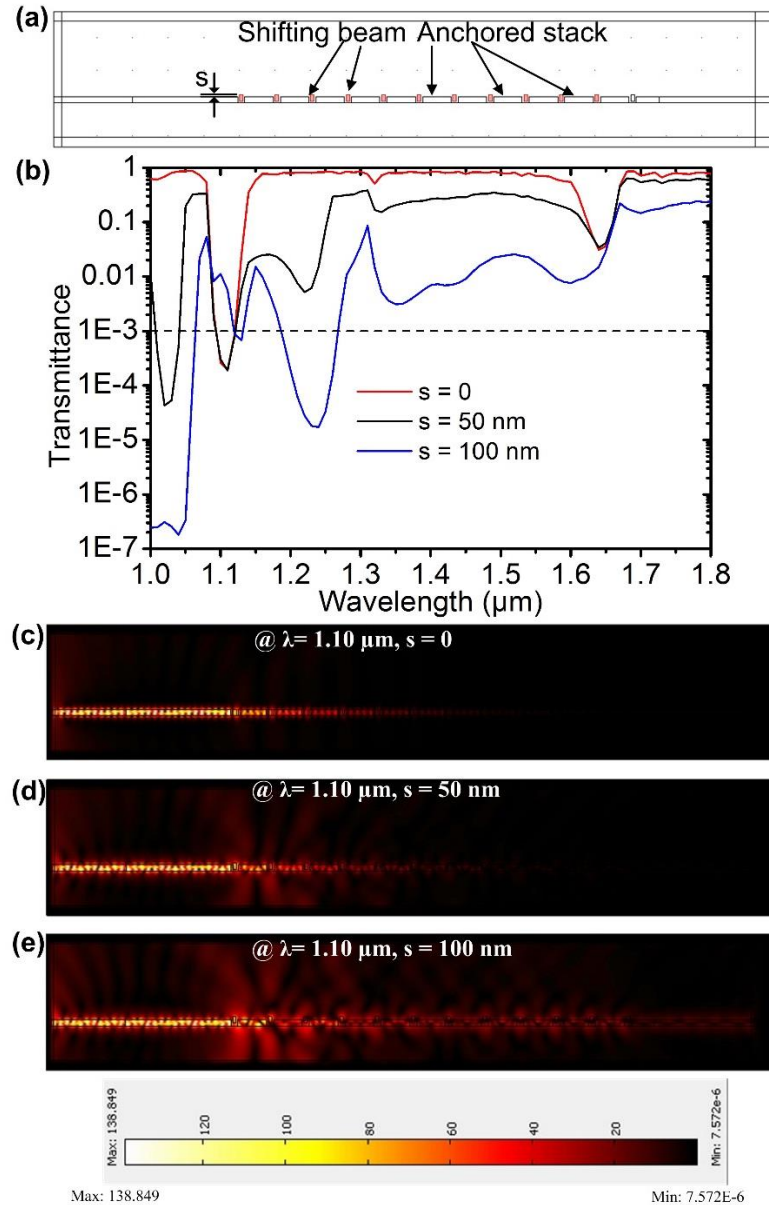 (a)
Shifting beam Anchored stack
s
(b)
1
0.1
0.01
1E-3
1E-4
1E-5
1E-6
1E-7
Transmittance
s = 0
s = 50 nm
s = 100 nm
1.0 1.1 1.2 1.3 1.4 1.5 1.6 1.7 1.8
Wavelength (µm)
(c)
@ λ= 1.10 µm, s = 0
(d)
@ λ= 1.10 µm, s = 50 nm
(e)
@ λ= 1.10 µm, s = 100 nm
Max: 138.849
120 100 80 60 40 20
Min: 7.572e-6
Max: 138.849 Min: 7.572E-6